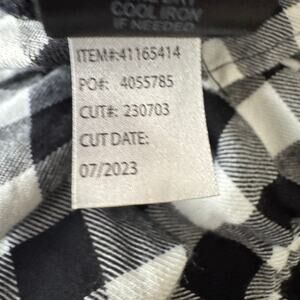 COOL IRON
IF NEEDED
ITEM#:41165414
PO#: 4055785
CUT#: 230703
CUT DATE:
07/2023